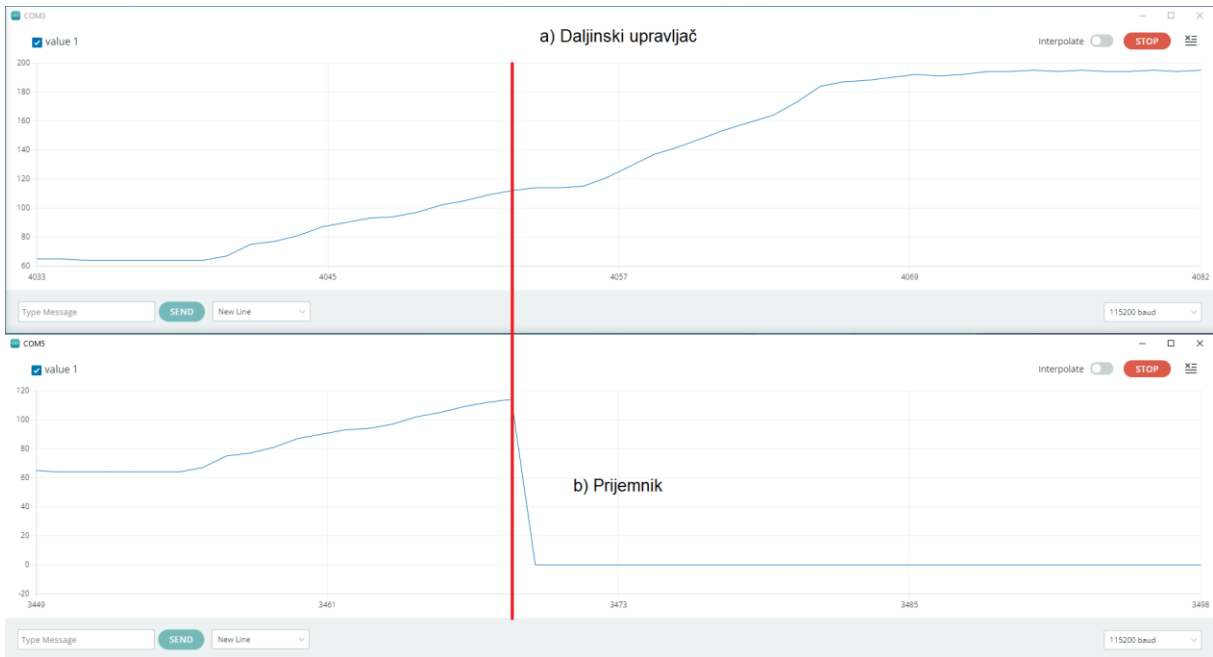 COM3
a) Daljinski upravljač
value 1
Interpolate
STOP
200
180
160
140
120
100
80
60
4033
4045
4057
4069
4082
Type Message
SEND
New Line
115200 baud
COM5
value 1
Interpolate
STOP
120
100
80
60
40
20
0
-20
b) Prijemnik
3449
3461
3473
3485
3498
Type Message
SEND
New Line
115200 baud